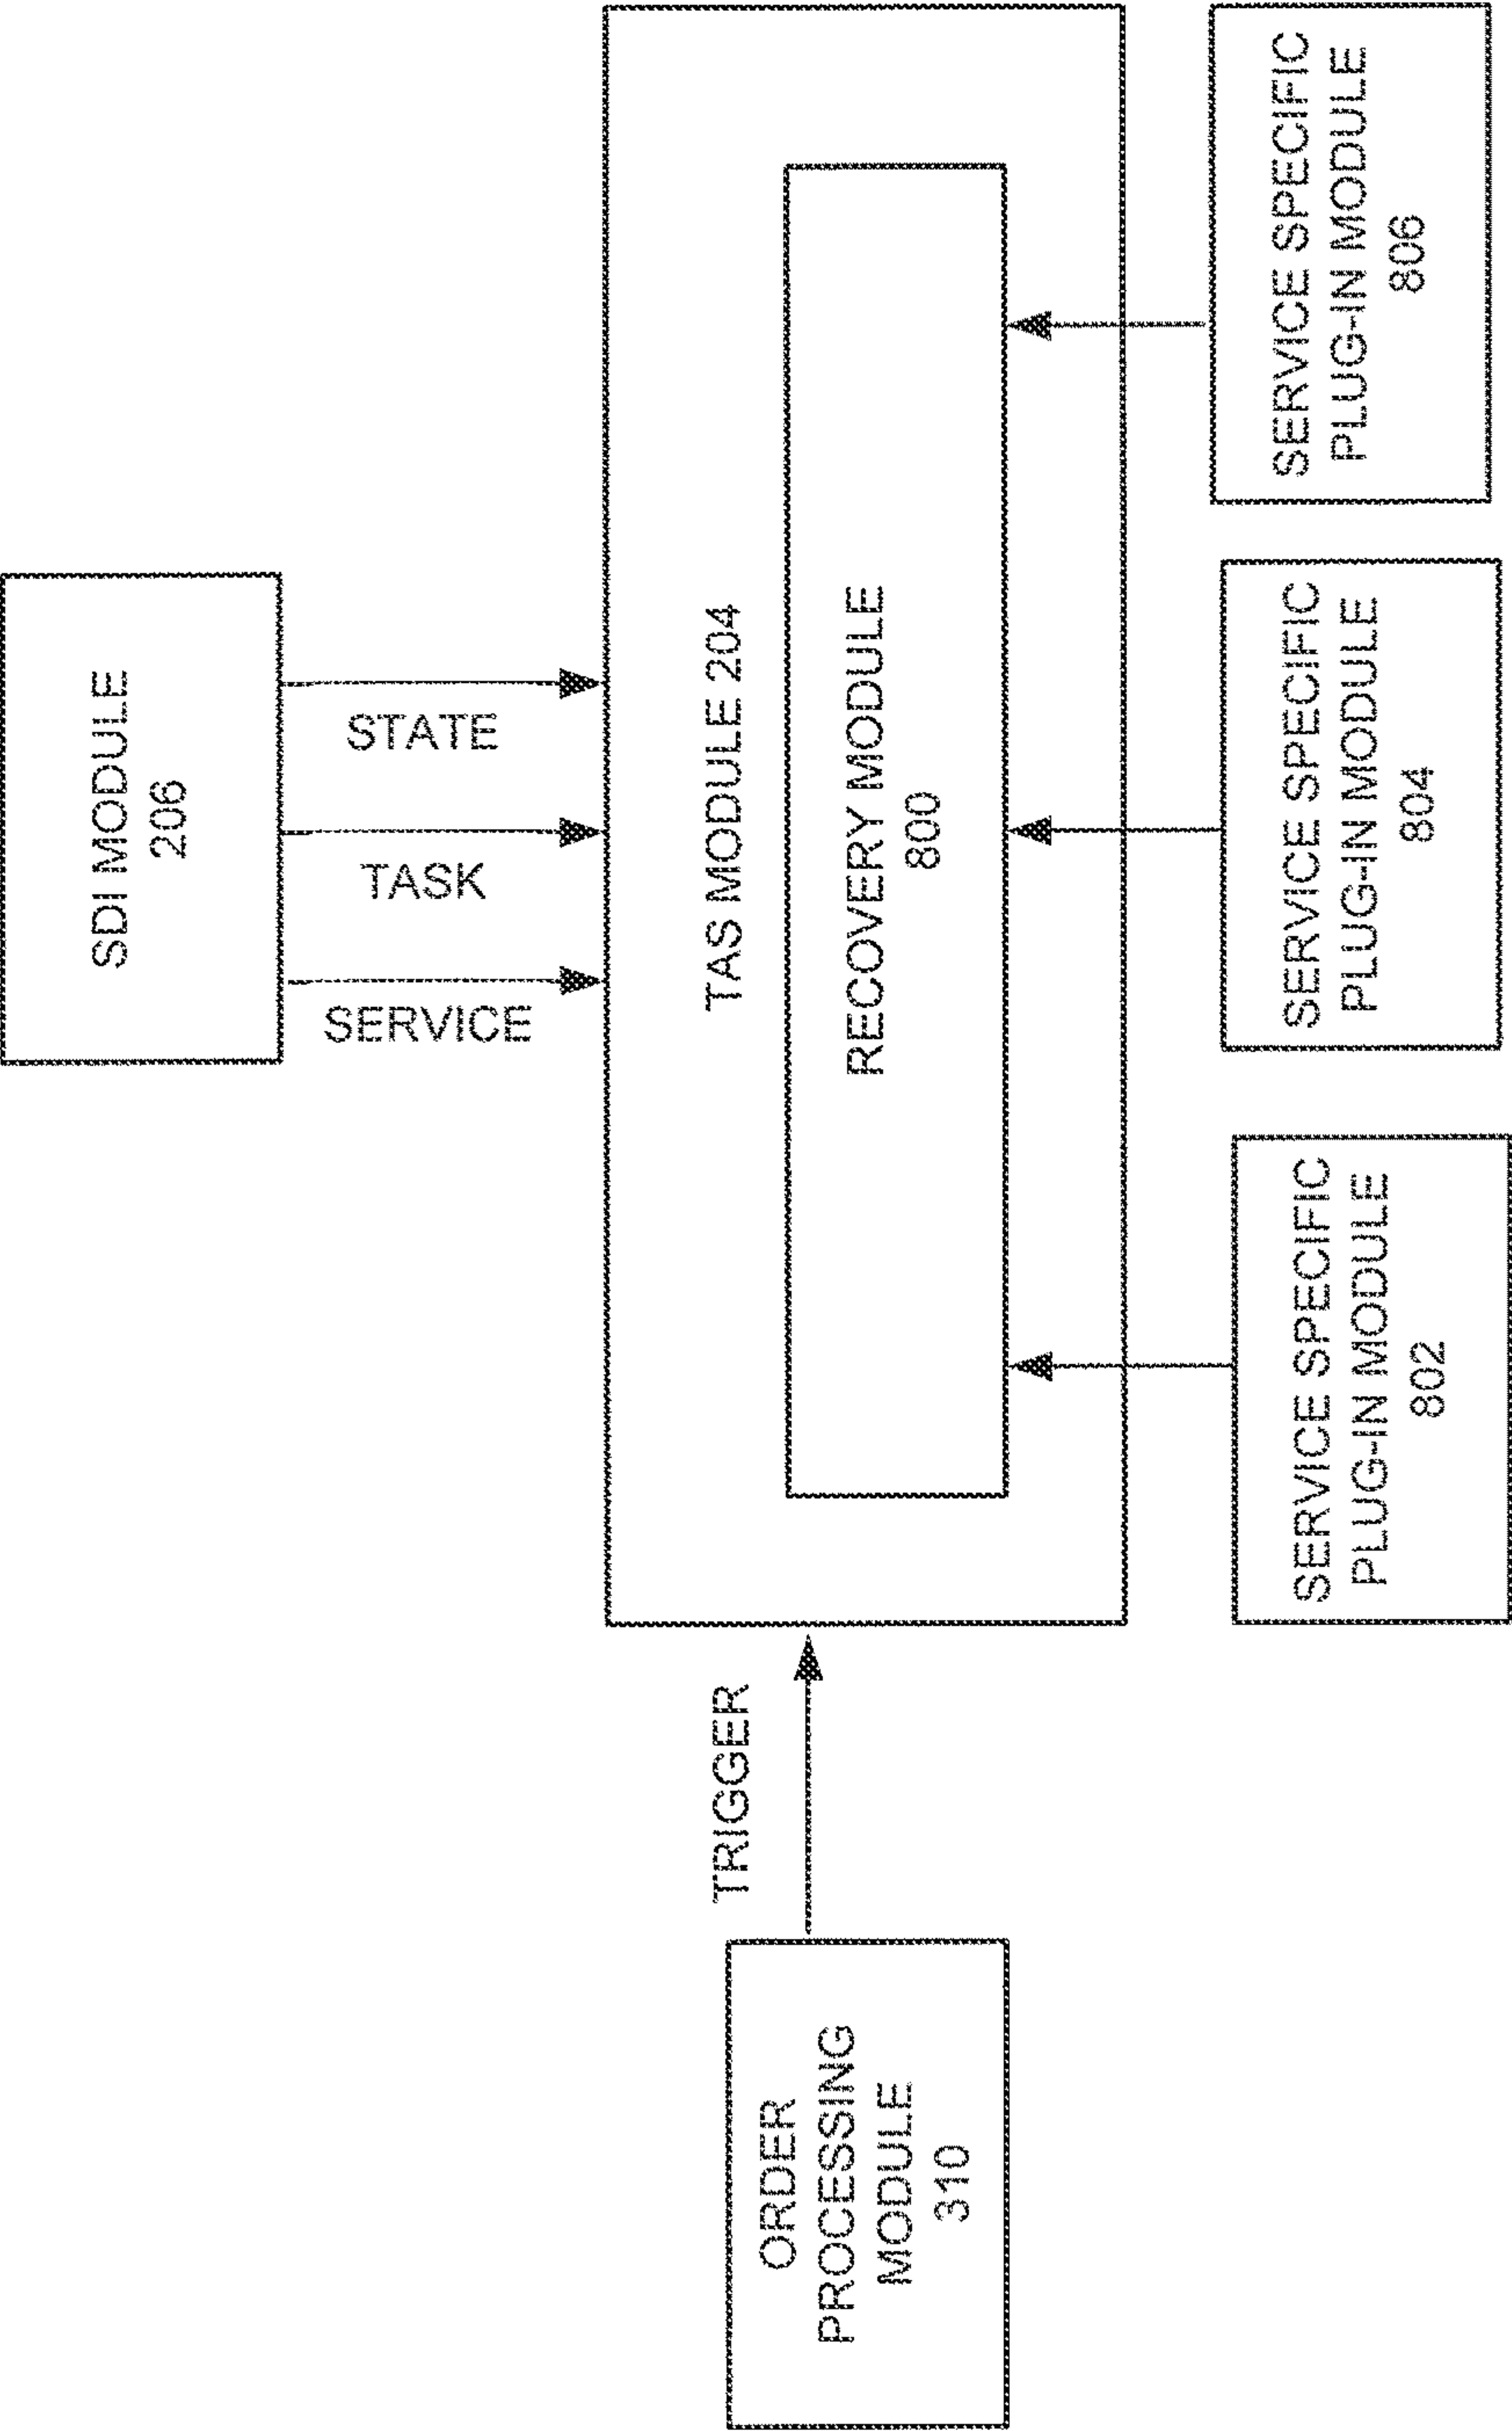 SDI MODULE
206
SERVICE
TASK
STATE
TRIGGER
ORDER
PROCESSING
MODULE
310
TAS MODULE 204
RECOVERY MODULE
800
SERVICE SPECIFIC
PLUG-IN MODULE
802
SERVICE SPECIFIC
PLUG-IN MODULE
804
SERVICE SPECIFIC
PLUG-IN MODULE
806